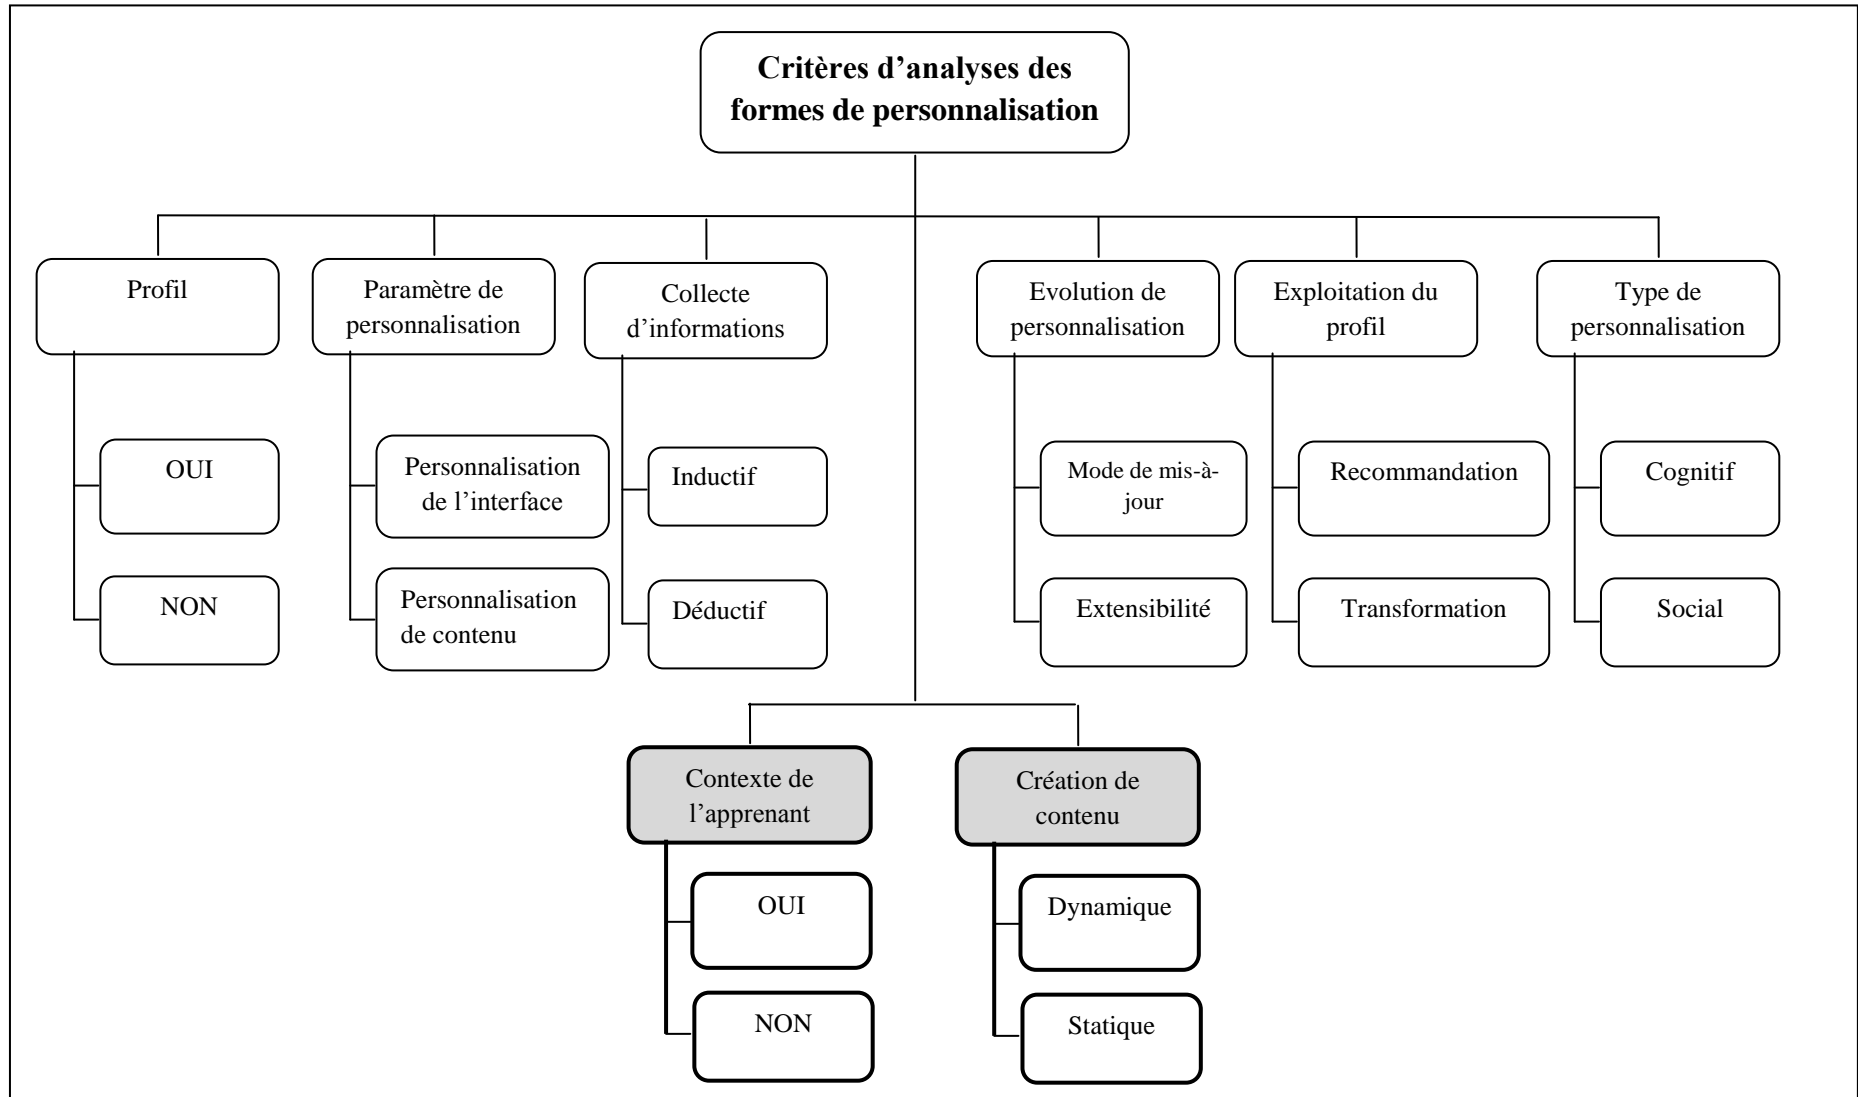 Critères d’analyses des
formes de personnalisation
Profil
Paramètre de
personnalisation
Collecte
d’informations
Evolution de
personnalisation
Exploitation du
profil
Type de
personnalisation
OUI
NON
Personnalisation
de l’interface
Personnalisation
de contenu
Inductif
Déductif
Mode de mis-à-
jour
Extensibilité
Recommandation
Transformation
Cognitif
Social
Contexte de
l’apprenant
Création de
contenu
OUI
NON
Dynamique
Statique